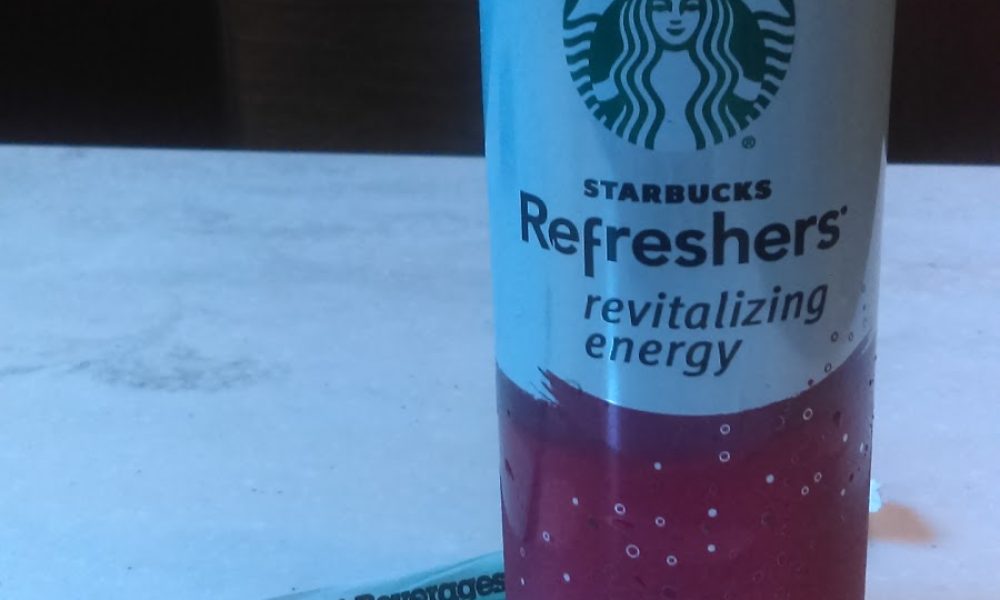 ®
STARBUCKS
Refreshers
revitalizing
energy
Beverages